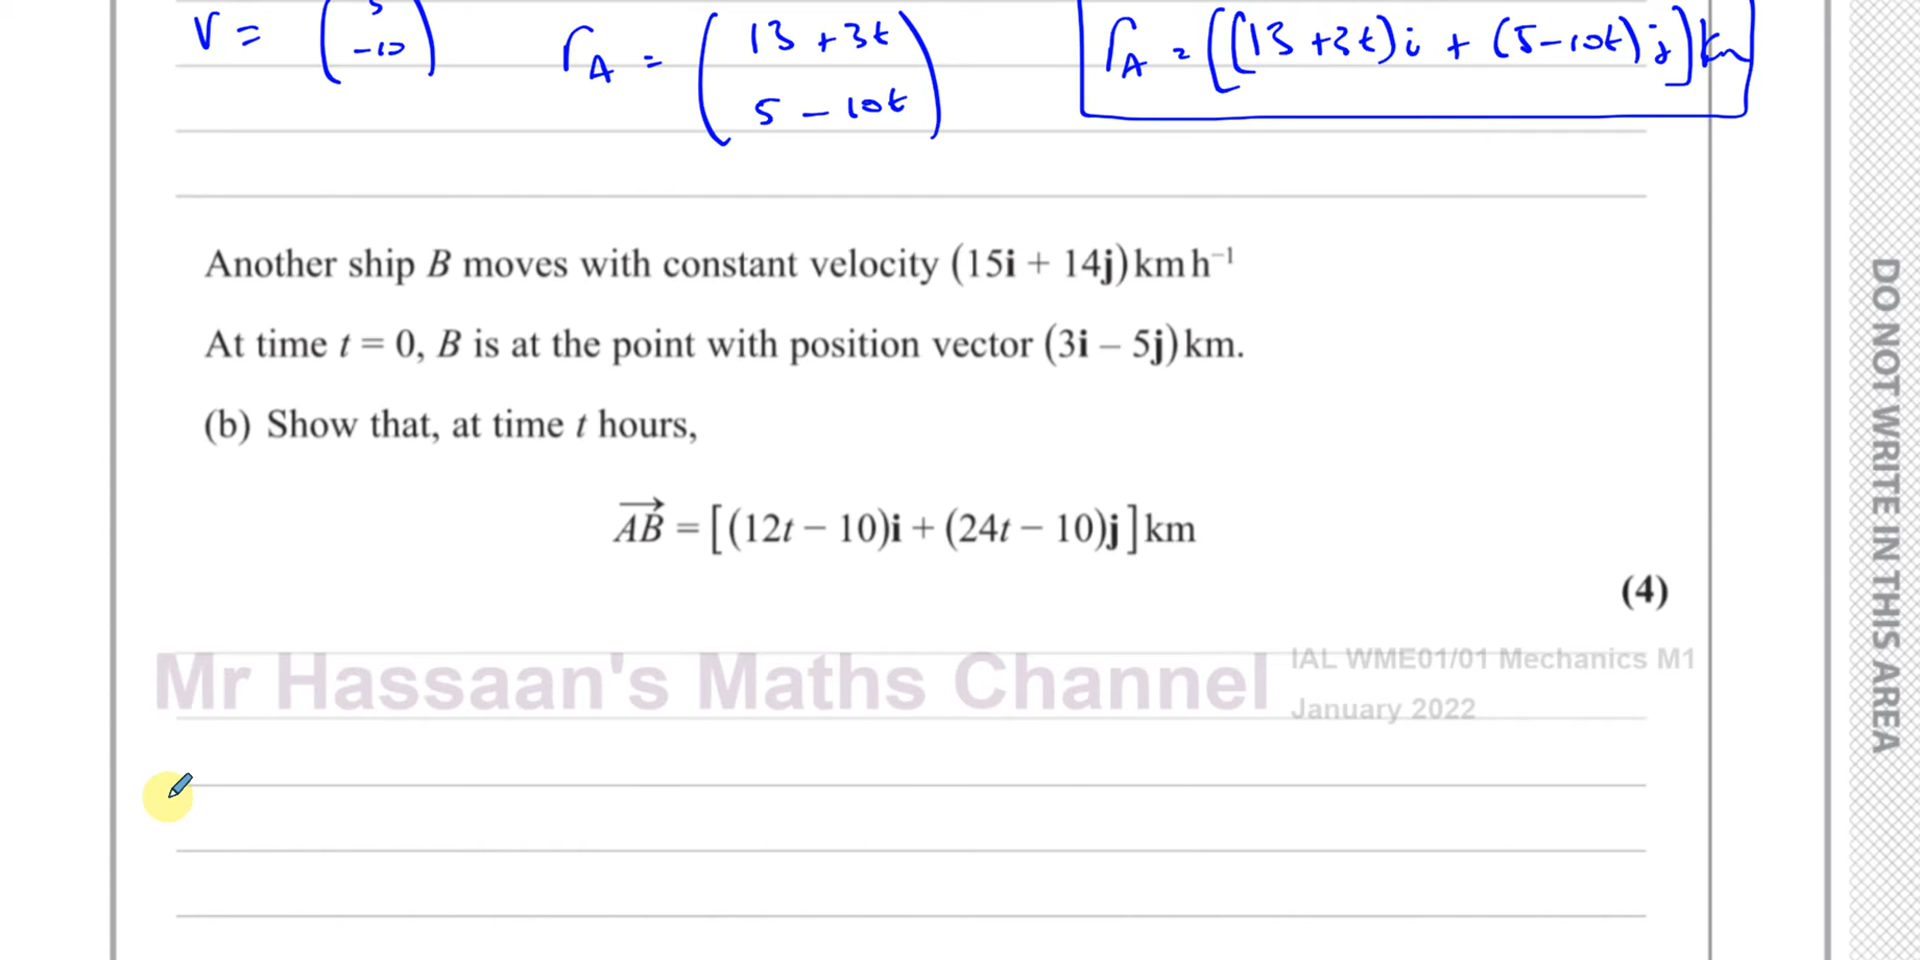 V = (3 -10) r_A = (13 + 3t 5 - 10t) r_A = [(13 + 3t)i + (5 - 10t)j] km
Another ship B moves with constant velocity (15i + 14j) km h⁻¹
At time t = 0, B is at the point with position vector (3i − 5j) km.
(b) Show that, at time t hours,
AB→ = [(12t − 10)i + (24t − 10)j] km
(4)
Mr Hassaan's Maths Channel
IAL WME01/01 Mechanics M1
January 2022
DO NOT WRITE IN THIS AREA